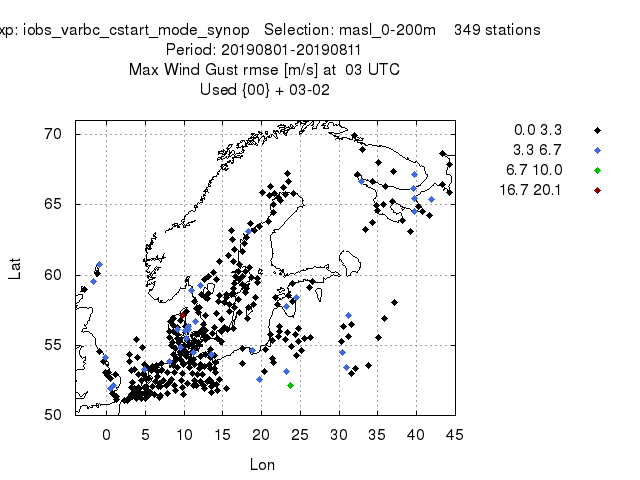 xp: iobs_varbc_cstart_mode_synop Selection: masl_0-200m 349 stations
Period: 20190801-20190811
Max Wind Gust rmse [m/s] at 03 UTC
Used {00} + 03-02
0.0 3.3
3.3 6.7
6.7 10.0
16.7 20.1
70
65
60
55
50
Lat
0 5 10 15 20 25 30 35 40 45
Lon